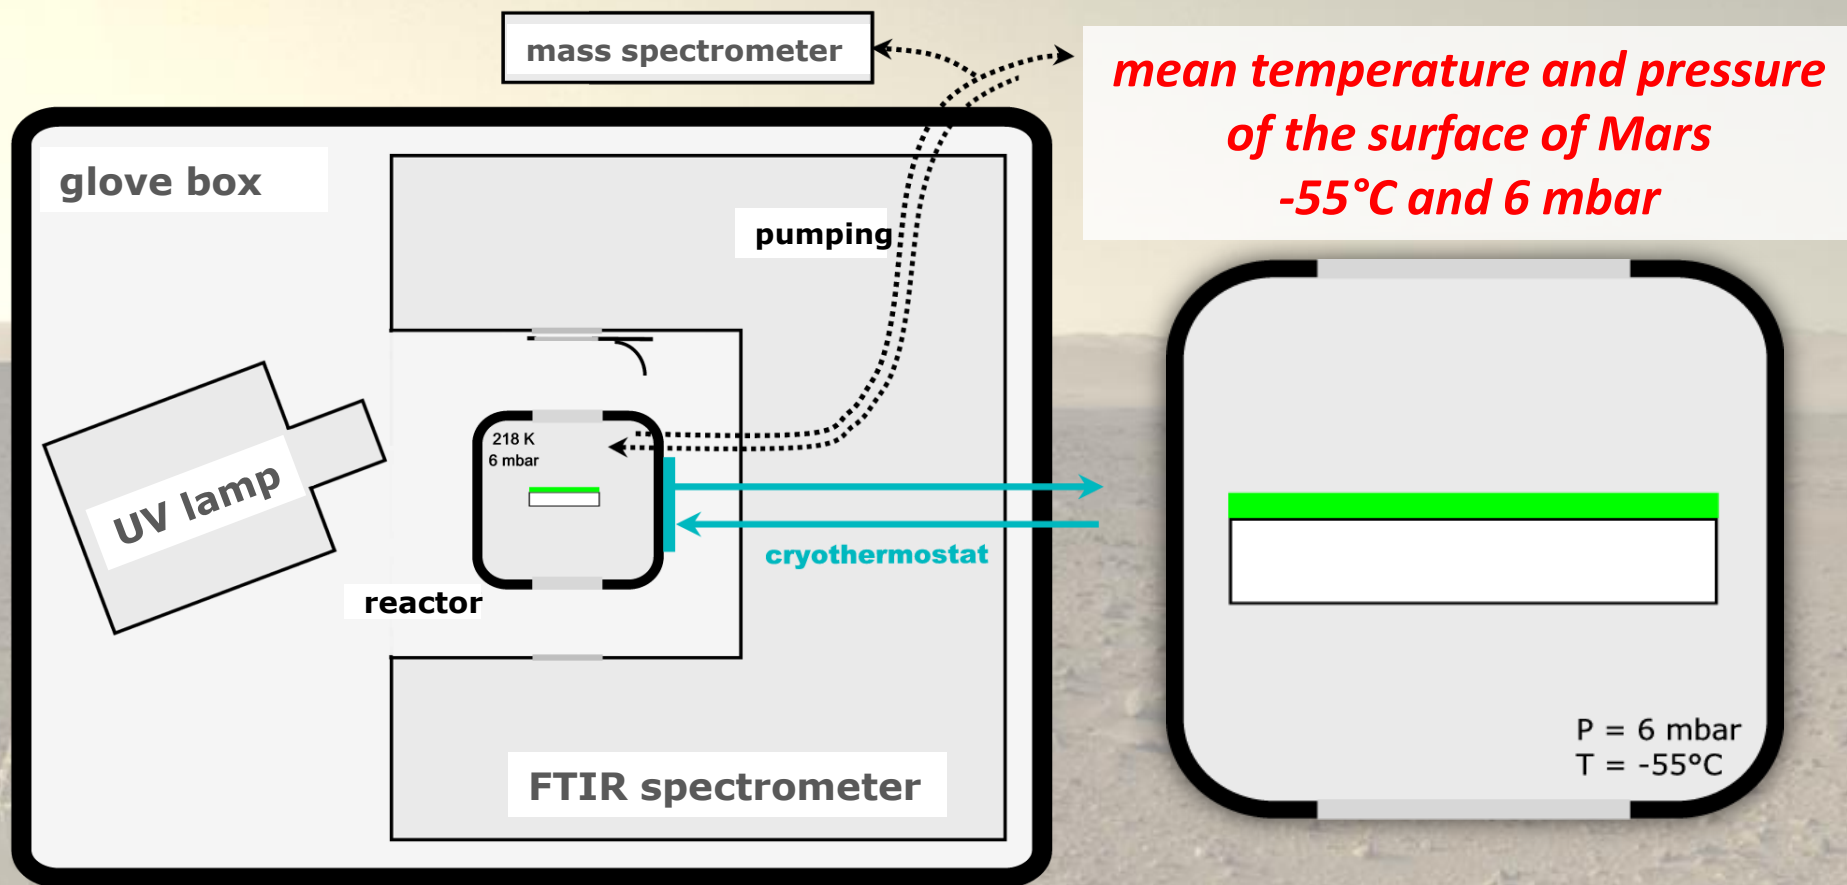 mass spectrometer
mean temperature and pressure
of the surface of Mars
-55°C and 6 mbar
glove box
pumping
218 K
6 mbar
UV lamp
cryothermostat
reactor
FTIR spectrometer
P = 6 mbar
T = -55°C